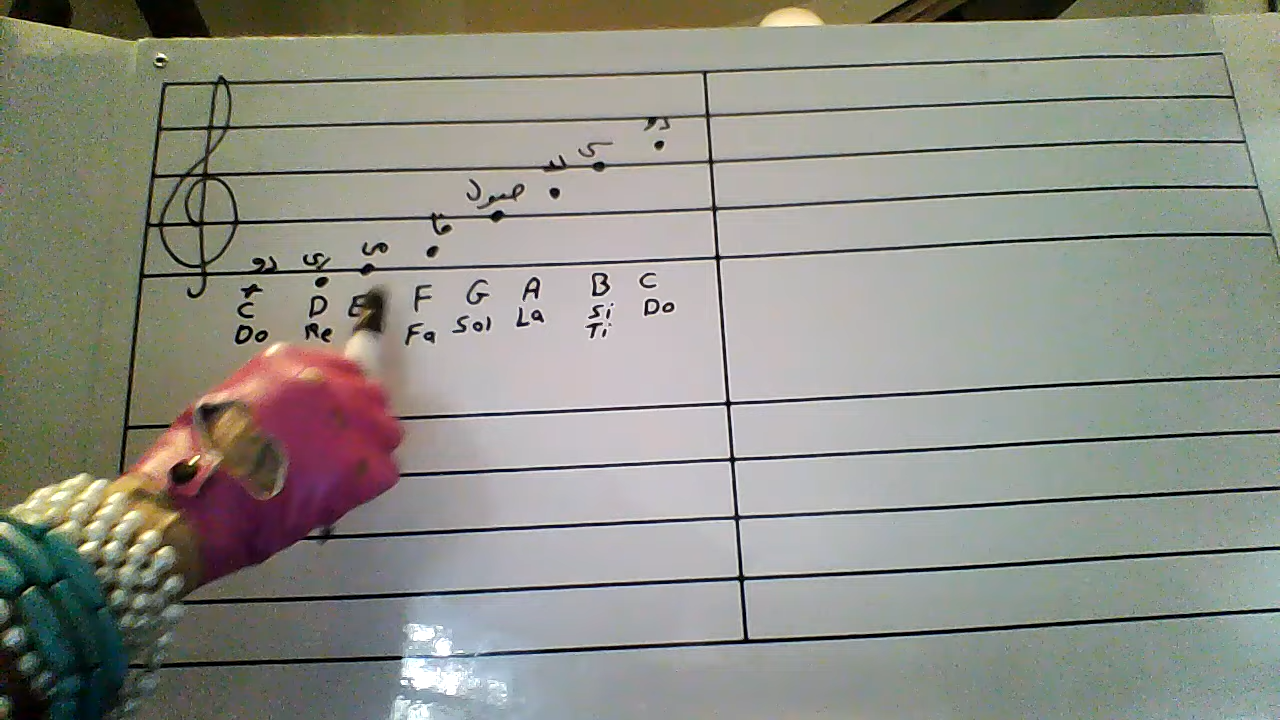 دو ری می فا صول لا سی دو
C D E F G A B C
Do Re Fa Sol La Si Do
Ti